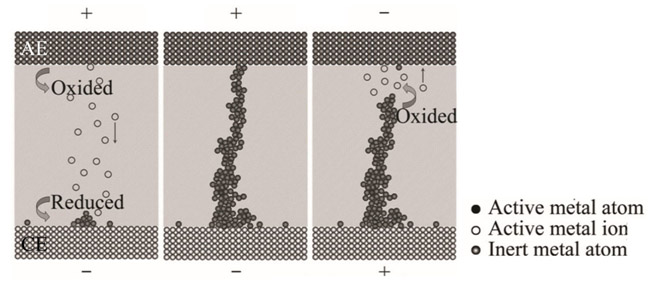 + + −
AE
Oxided
Oxided
Reduced
CE
− − +
Active metal atom
Active metal ion
Inert metal atom